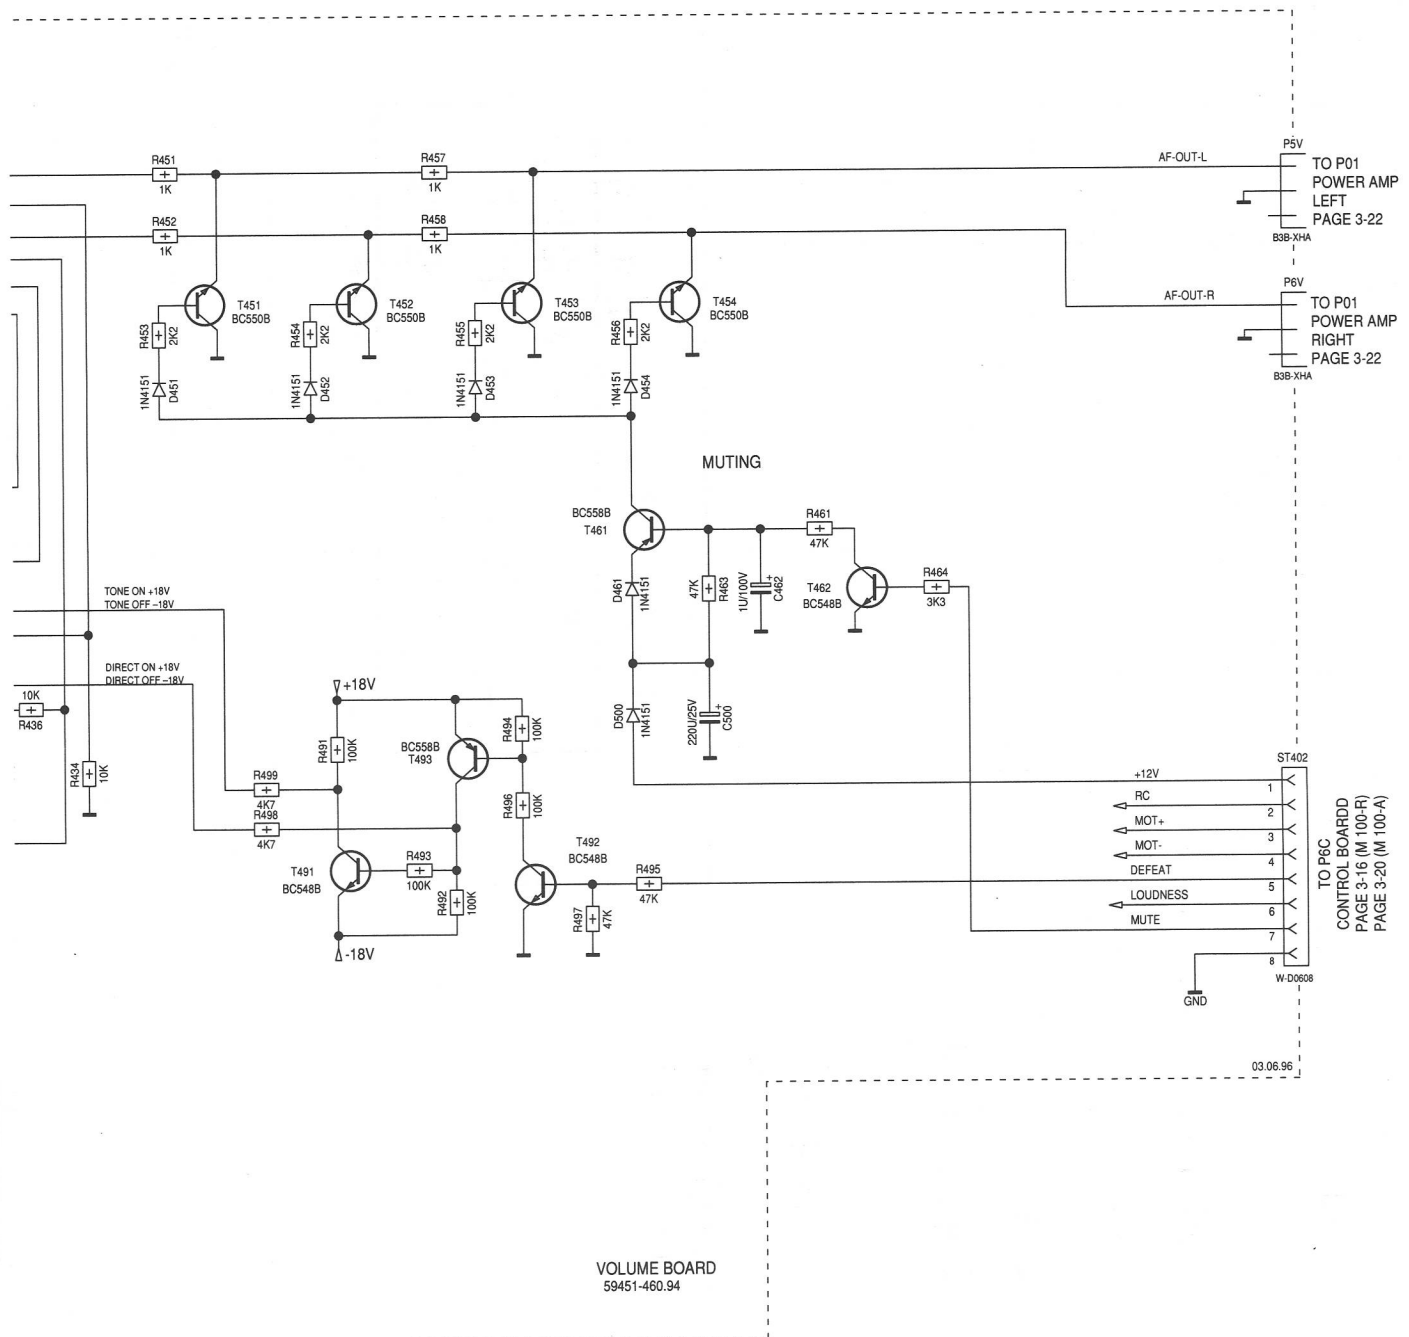 R451
1K
R457
1K
AF-OUT-L
P5V
TO P01
POWER AMP
LEFT
PAGE 3-22
B3B-XHA
R452
1K
R458
1K
AF-OUT-R
P6V
TO P01
POWER AMP
RIGHT
PAGE 3-22
B3B-XHA
T451
BC550B
T452
BC550B
T453
BC550B
T454
BC550B
R453
2K2
R454
2K2
R455
2K2
R456
2K2
1N4151
D451
1N4151
D452
1N4151
D453
1N4151
D454
MUTING
BC558B
T461
R461
47K
D461
1N4151
47K
R463
1U/100V
+
C462
T462
BC548B
R464
3K3
TONE ON +18V
TONE OFF –18V
DIRECT ON +18V
DIRECT OFF –18V
10K
R436
R434
10K
+18V
R491
100K
BC558B
T493
R494
100K
R496
100K
D500
1N4151
220U/25V
+
C500
R499
4K7
R498
4K7
T491
BC548B
R493
100K
R492
100K
T492
BC548B
R495
47K
R497
47K
-18V
ST402
+12V
1
RC
2
MOT+
3
MOT-
4
DEFEAT
5
LOUDNESS
6
MUTE
7
8
W-D0608
GND
TO P6C
CONTROL BOARDD
PAGE 3-16 (M 100-R)
PAGE 3-20 (M 100-A)
03.06.96
VOLUME BOARD
59451-460.94